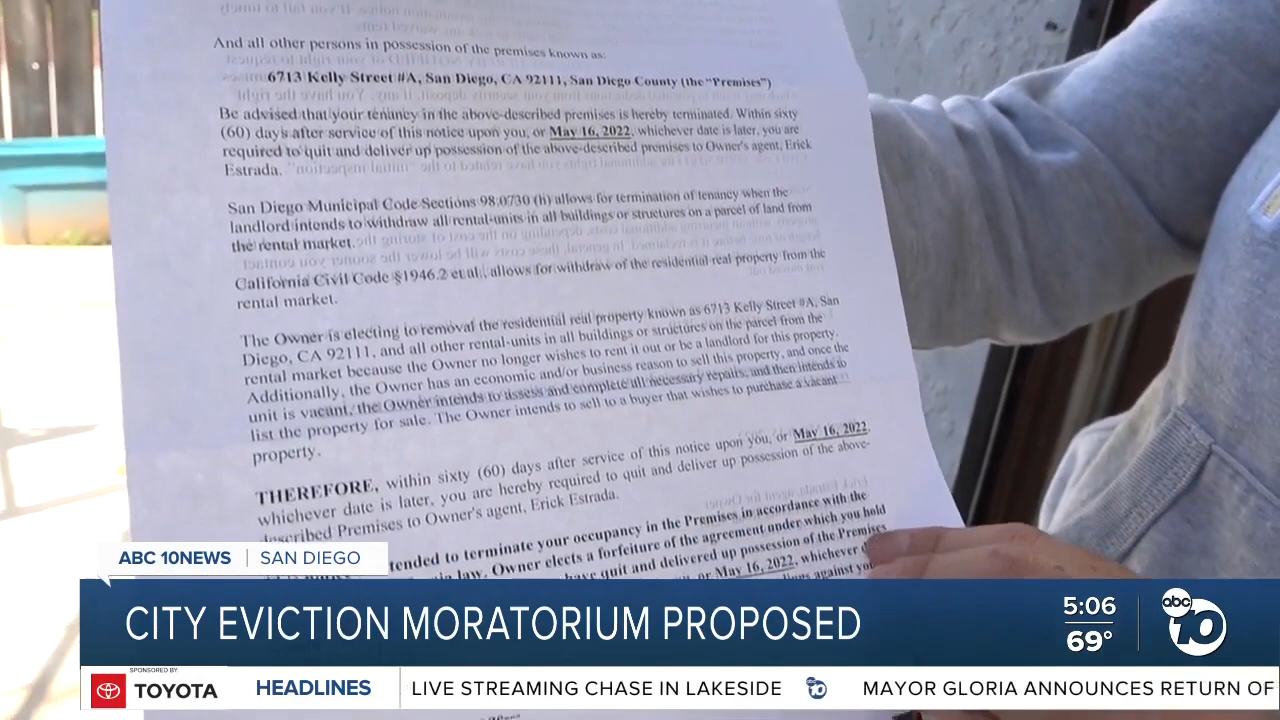 And all other persons in possession of the premises known as:
6713 Kelly Street #A, San Diego, CA 92111, San Diego County (the “Premises”)
Be advised that your tenancy in the above-described premises is hereby terminated. Within sixty
(60) days after service of this notice upon you, or May 16, 2022, whichever date is later, you are
required to quit and deliver up possession of the above-described premises to Owner's agent, Erick
Estrada.
San Diego Municipal Code Sections 98.0730 (h) allows for termination of tenancy when the
landlord intends to withdraw all rental-units in all buildings or structures on a parcel of land from
the rental market.
California Civil Code §1946.2 et al., allows for withdraw of the residential real property from the
rental market.
The Owner is electing to removal the residential real property known as 6713 Kelly Street #A, San
Diego, CA 92111, and all other rental-units in all buildings or structures on the parcel from the
rental market because the Owner no longer wishes to rent it out or be a landlord for this property.
Additionally, the Owner has an economic and/or business reason to sell this property, and once the
unit is vacant, the Owner intends to assess and complete all necessary repairs, and then intends to
list the property for sale. The Owner intends to sell to a buyer that wishes to purchase a vacant
property.
THEREFORE, within sixty (60) days after service of this notice upon you, or May 16, 2022,
whichever date is later, you are hereby required to quit and deliver up possession of the above-
described Premises to Owner's agent, Erick Estrada.
tended to terminate your occupancy in the Premises in accordance with the
law. Owner elects a forfeiture of the agreement under which you hold
have quit and delivered up possession of the Premises
or May 16, 2022, whichever
against you
ABC 10NEWS | SAN DIEGO
CITY EVICTION MORATORIUM PROPOSED
5:06
69°
abc 10
SPONSORED BY
TOYOTA
HEADLINES
LIVE STREAMING CHASE IN LAKESIDE
10
MAYOR GLORIA ANNOUNCES RETURN OF